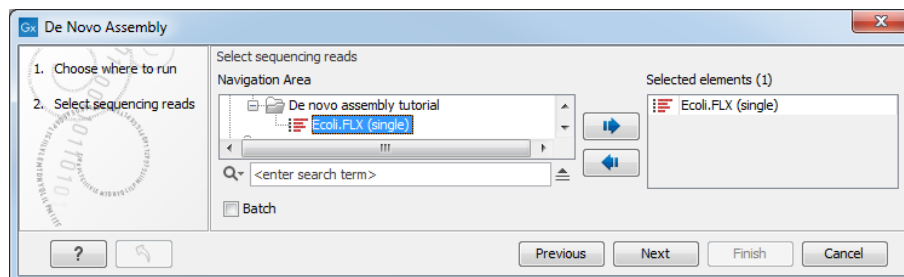 Gx De Novo Assembly
1. Choose where to run
2. Select sequencing reads
Select sequencing reads
Navigation Area
De novo assembly tutorial
Ecoli.FLX (single)
<enter search term>
Batch
Selected elements (1)
Ecoli.FLX (single)
?
Previous
Next
Finish
Cancel